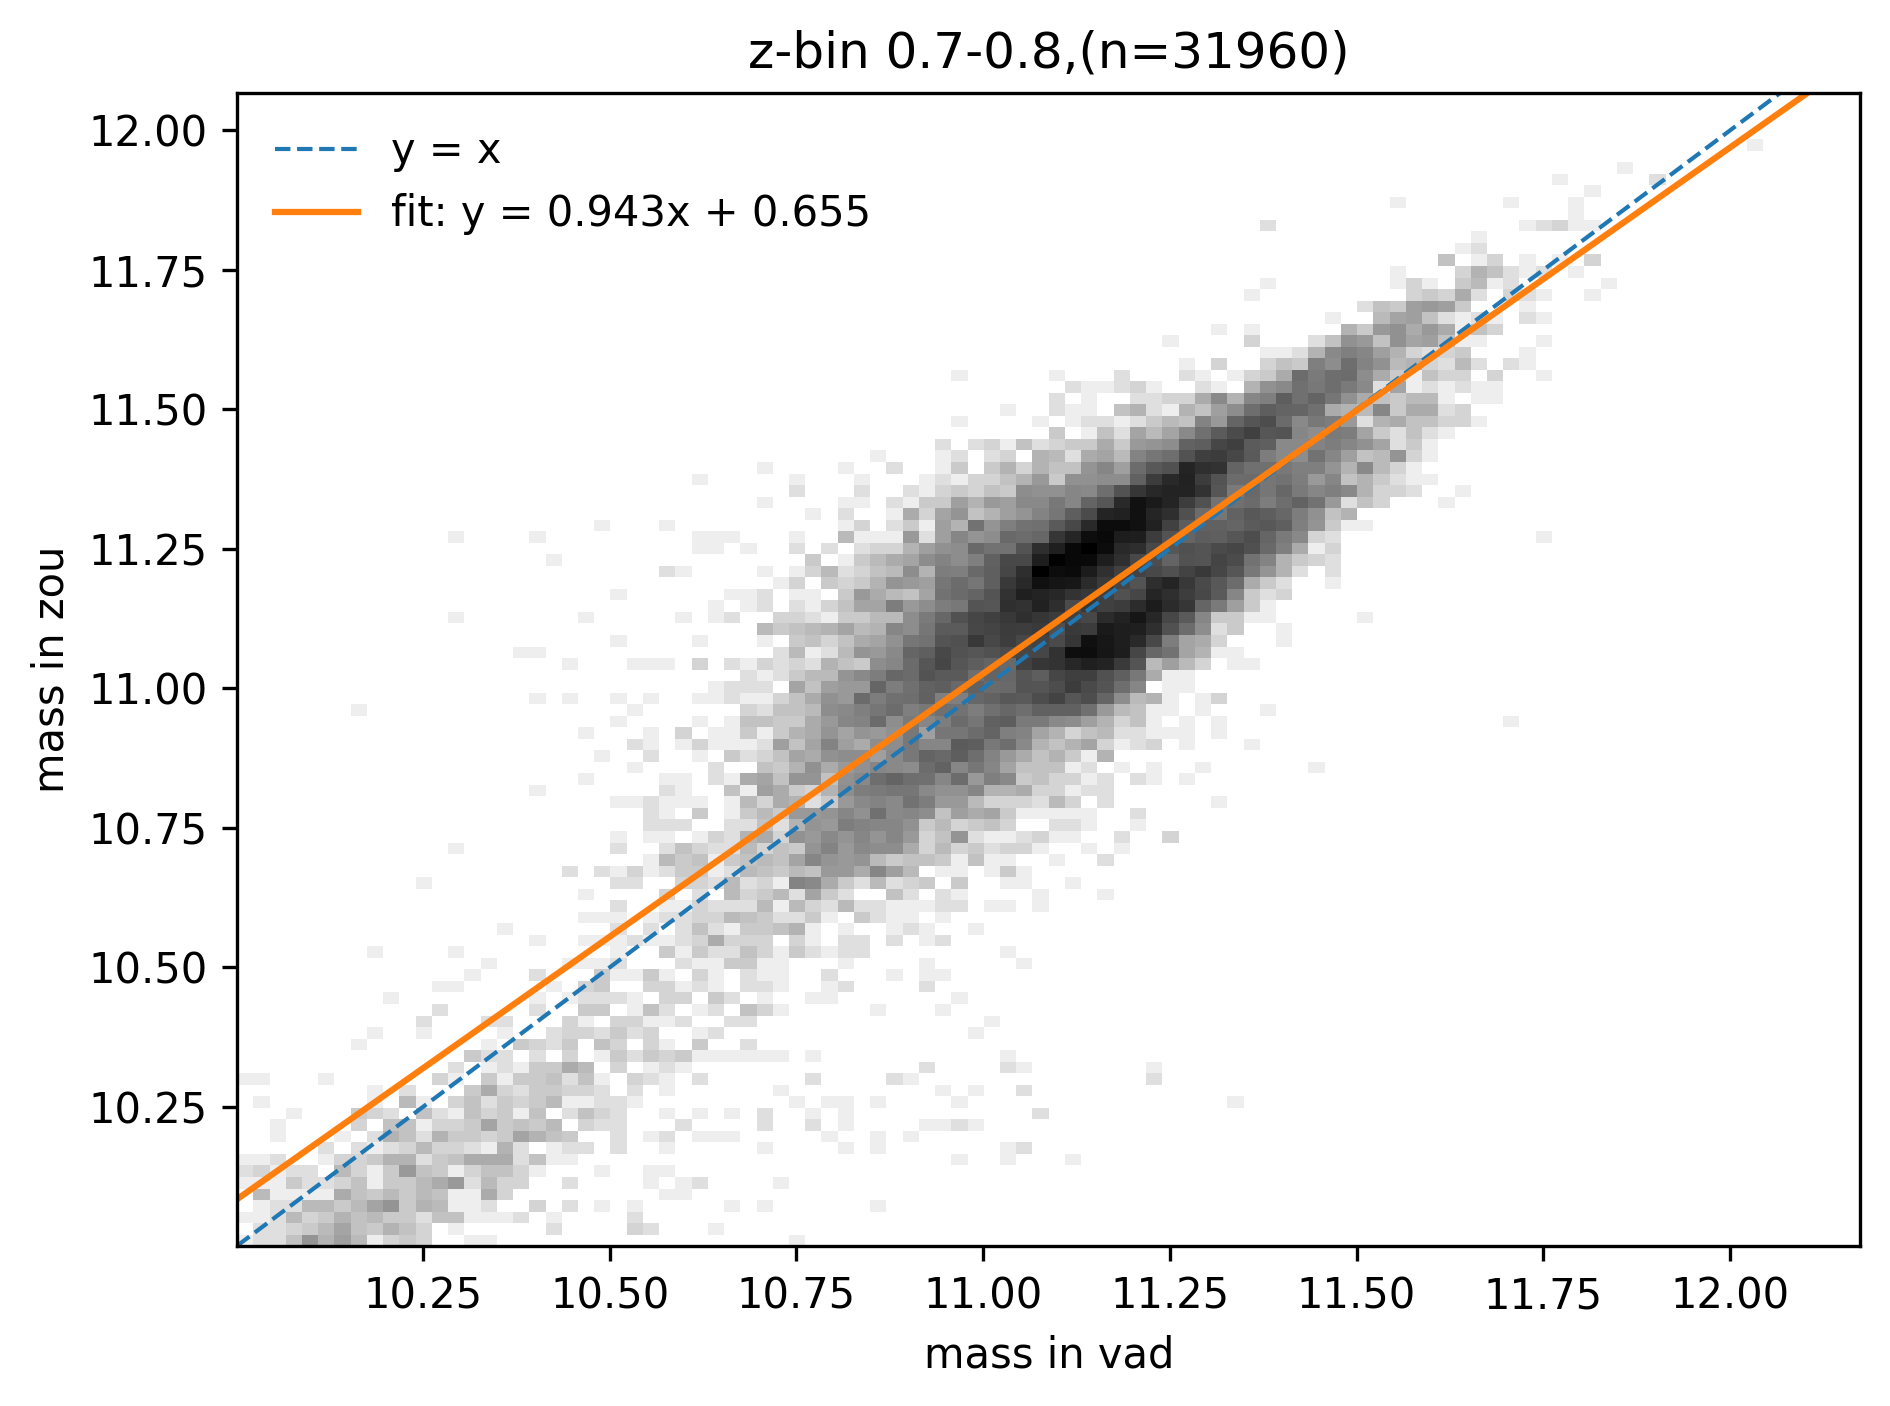 z-bin 0.7-0.8,(n=31960)
y = x
fit: y = 0.943x + 0.655
mass in zou
12.00
11.75
11.50
11.25
11.00
10.75
10.50
10.25
10.25 10.50 10.75 11.00 11.25 11.50 11.75 12.00
mass in vad